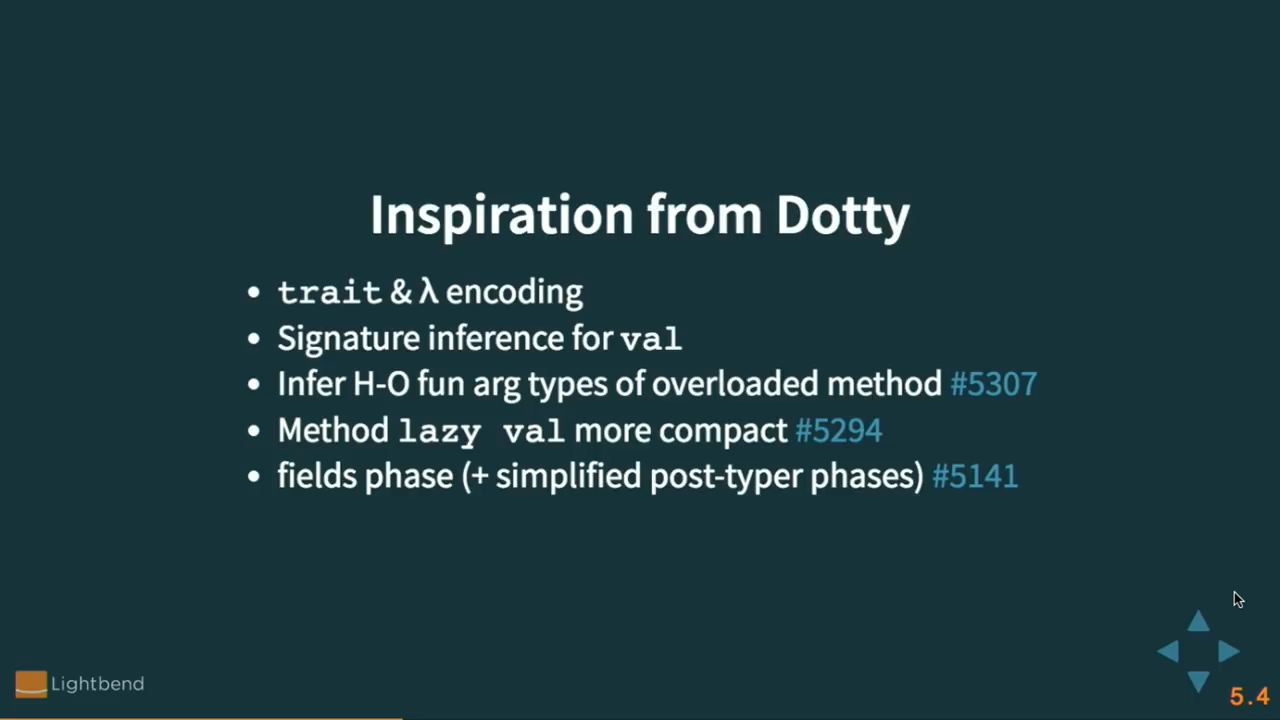 Inspiration from Dotty
• trait & λ encoding
• Signature inference for val
• Infer H-O fun arg types of overloaded method #5307
• Method lazy val more compact #5294
• fields phase (+ simplified post-typer phases) #5141
Lightbend
5.4